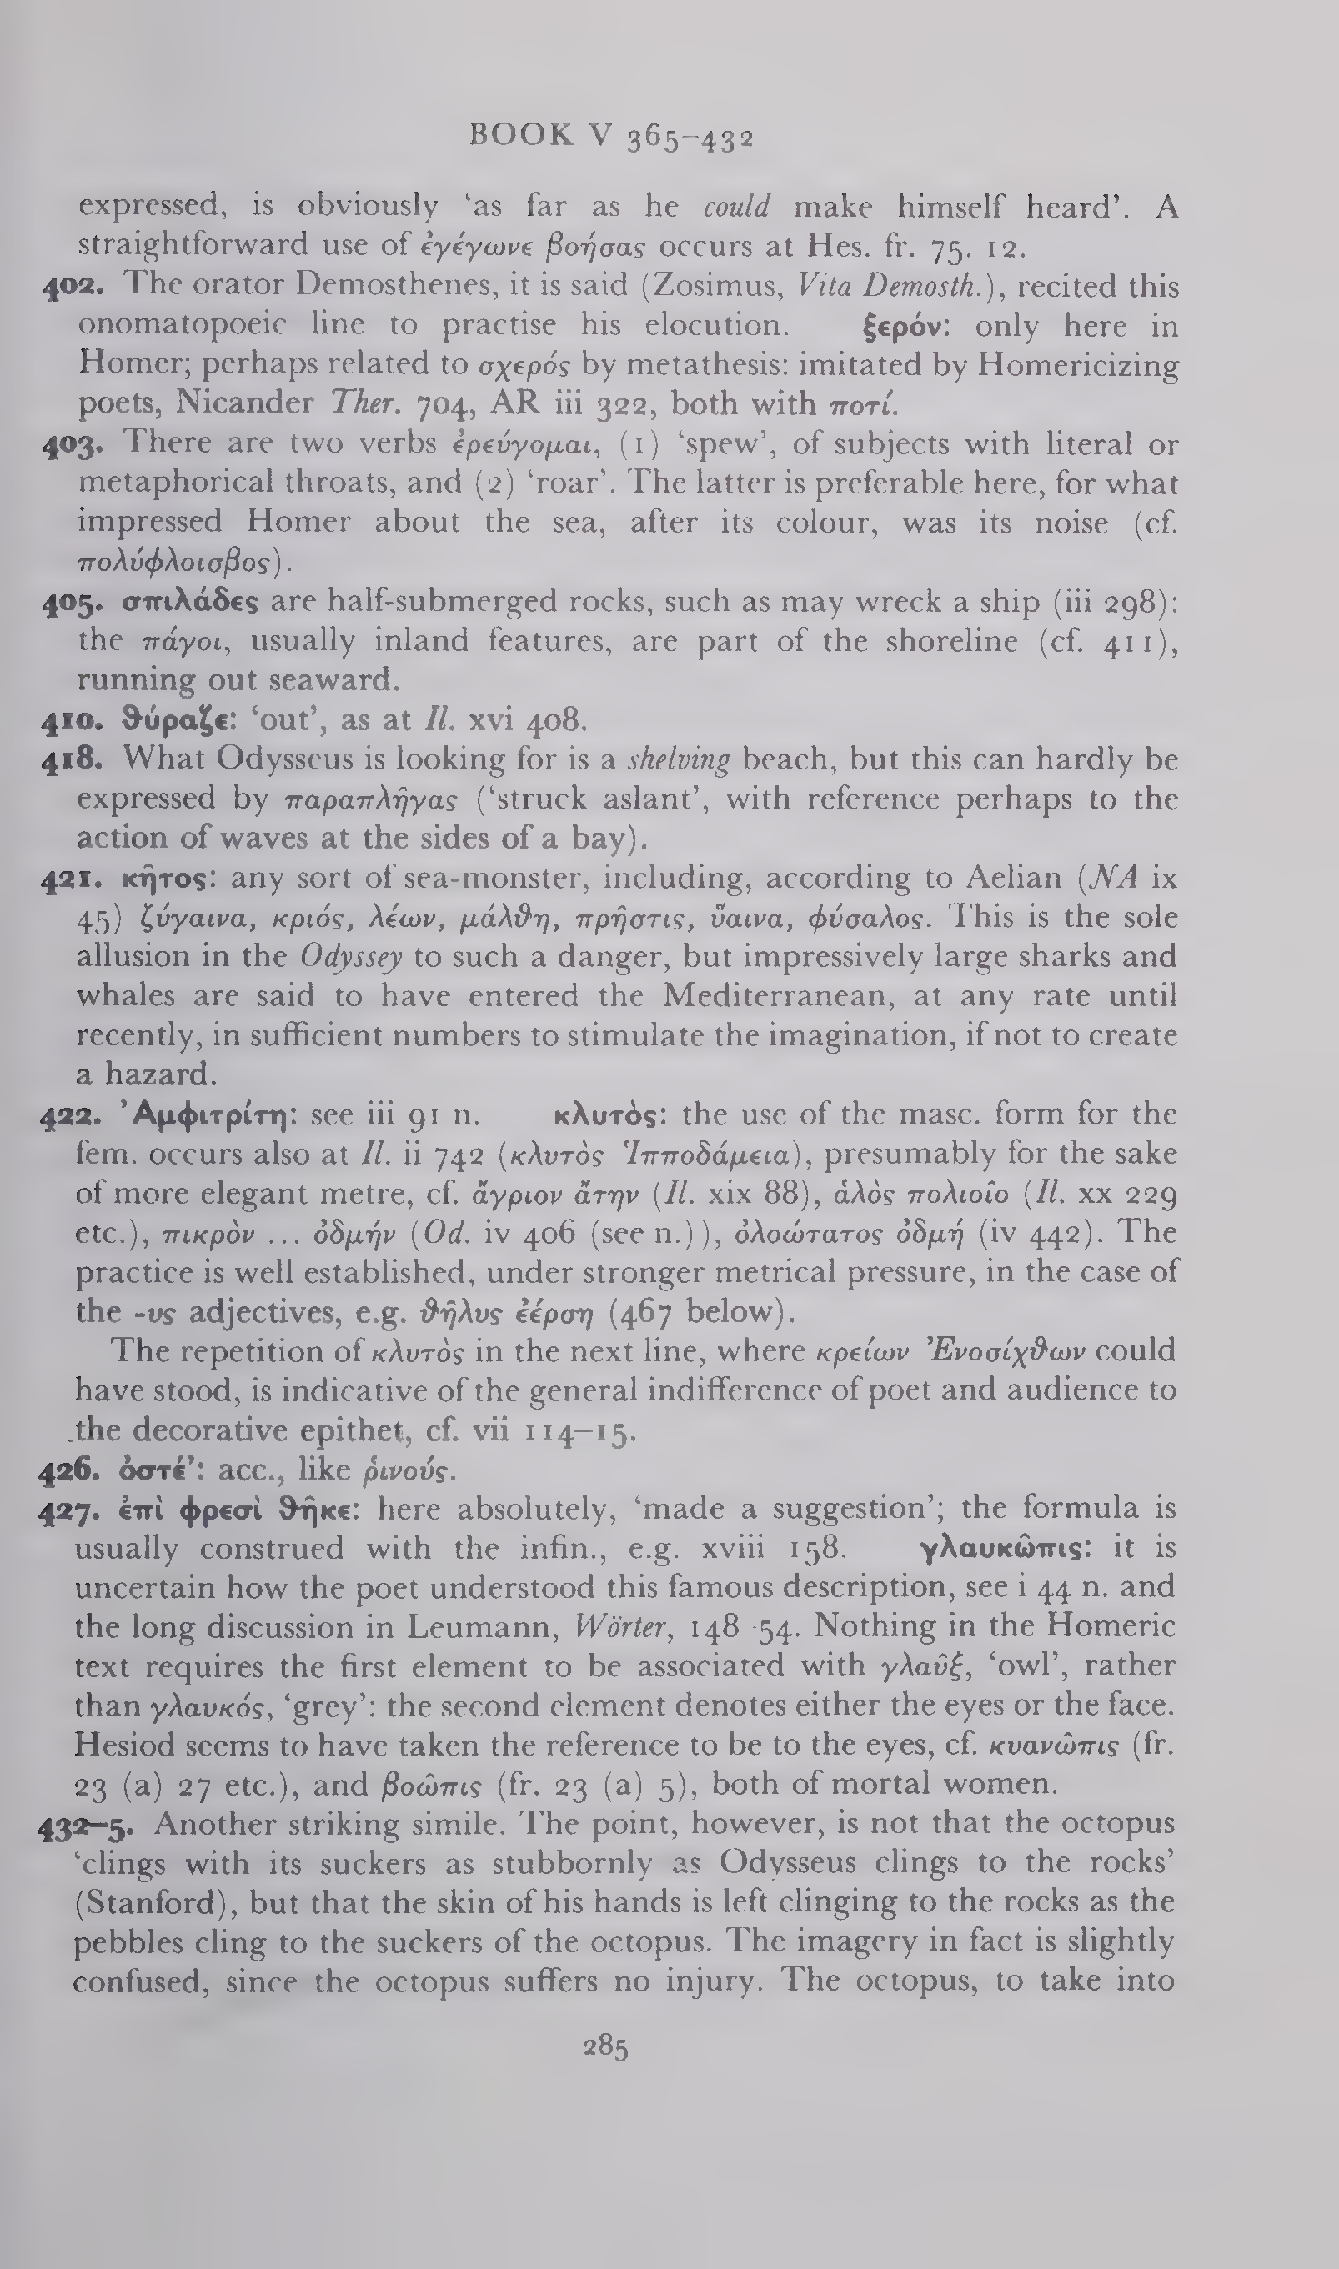 BOOK V 365–432
expressed, is obviously ‘as far as he could make himself heard’. A
straightforward use of ἐγέγωνε βοήσας occurs at Hes. fr. 75. 12.
402. The orator Demosthenes, it is said (Zosimus, Vita Demosth.), recited this
onomatopoeic line to practise his elocution. ξερόν: only here in
Homer; perhaps related to σχερός by metathesis: imitated by Homericizing
poets, Nicander Ther. 704, AR iii 322, both with ποτί.
403. There are two verbs ἐρεύγομαι, (1) ‘spew’, of subjects with literal or
metaphorical throats, and (2) ‘roar’. The latter is preferable here, for what
impressed Homer about the sea, after its colour, was its noise (cf.
πολύφλοισβος).
405. σπιλάδες are half-submerged rocks, such as may wreck a ship (iii 298):
the πάγοι, usually inland features, are part of the shoreline (cf. 411),
running out seaward.
410. ϑύραζε: ‘out’, as at Il. xvi 408.
418. What Odysseus is looking for is a shelving beach, but this can hardly be
expressed by παραπλῆγας (‘struck aslant’, with reference perhaps to the
action of waves at the sides of a bay).
421. κῆτος: any sort of sea-monster, including, according to Aelian (NA ix
45) ζύγαινα, κριός, λέων, μάλϑη, πρῆστις, ὕαινα, φύσαλος. This is the sole
allusion in the Odyssey to such a danger, but impressively large sharks and
whales are said to have entered the Mediterranean, at any rate until
recently, in sufficient numbers to stimulate the imagination, if not to create
a hazard.
422. Ἀμφιτρίτη: see iii 91 n. κλυτὸς: the use of the masc. form for the
fem. occurs also at Il. ii 742 (κλυτὸς Ἱπποδάμεια), presumably for the sake
of more elegant metre, cf. ἄγριον ἄτην (Il. xix 88), ἁλὸς πολιοῖο (Il. xx 229
etc.), πικρὸν ... ὀδμήν (Od. iv 406 (see n.)), ὀλοώτατος ὀδμή (iv 442). The
practice is well established, under stronger metrical pressure, in the case of
the -υς adjectives, e.g. ϑῆλυς ἐέρση (467 below).
The repetition of κλυτὸς in the next line, where κρείων Ἐνοσίχϑων could
have stood, is indicative of the general indifference of poet and audience to
the decorative epithet, cf. vii 114–15.
426. ὀστέ’: acc., like ῥινούς.
427. ἐπὶ φρεσὶ ϑῆκε: here absolutely, ‘made a suggestion’; the formula is
usually construed with the infin., e.g. xviii 158. γλαυκῶπις: it is
uncertain how the poet understood this famous description, see i 44 n. and
the long discussion in Leumann, Wörter, 148–54. Nothing in the Homeric
text requires the first element to be associated with γλαῦξ, ‘owl’, rather
than γλαυκός, ‘grey’: the second element denotes either the eyes or the face.
Hesiod seems to have taken the reference to be to the eyes, cf. κυανῶπις (fr.
23 (a) 27 etc.), and βοῶπις (fr. 23 (a) 5), both of mortal women.
432–5. Another striking simile. The point, however, is not that the octopus
‘clings with its suckers as stubbornly as Odysseus clings to the rocks’
(Stanford), but that the skin of his hands is left clinging to the rocks as the
pebbles cling to the suckers of the octopus. The imagery in fact is slightly
confused, since the octopus suffers no injury. The octopus, to take into
285